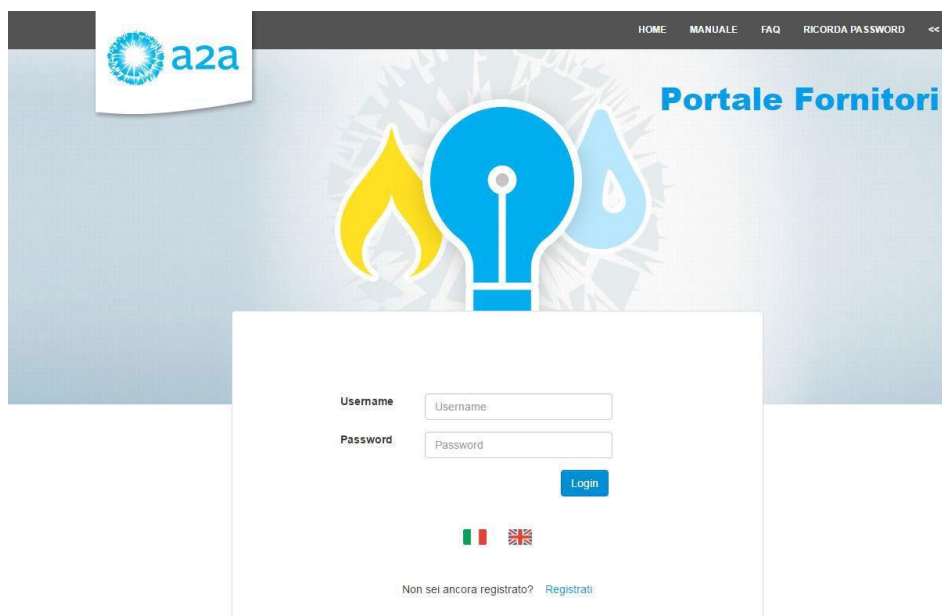 a2a
HOME MANUALE FAQ RICORDA PASSWORD <<
Portale Fornitori
Username Username
Password Password
Login
Non sei ancora registrato? Registrati